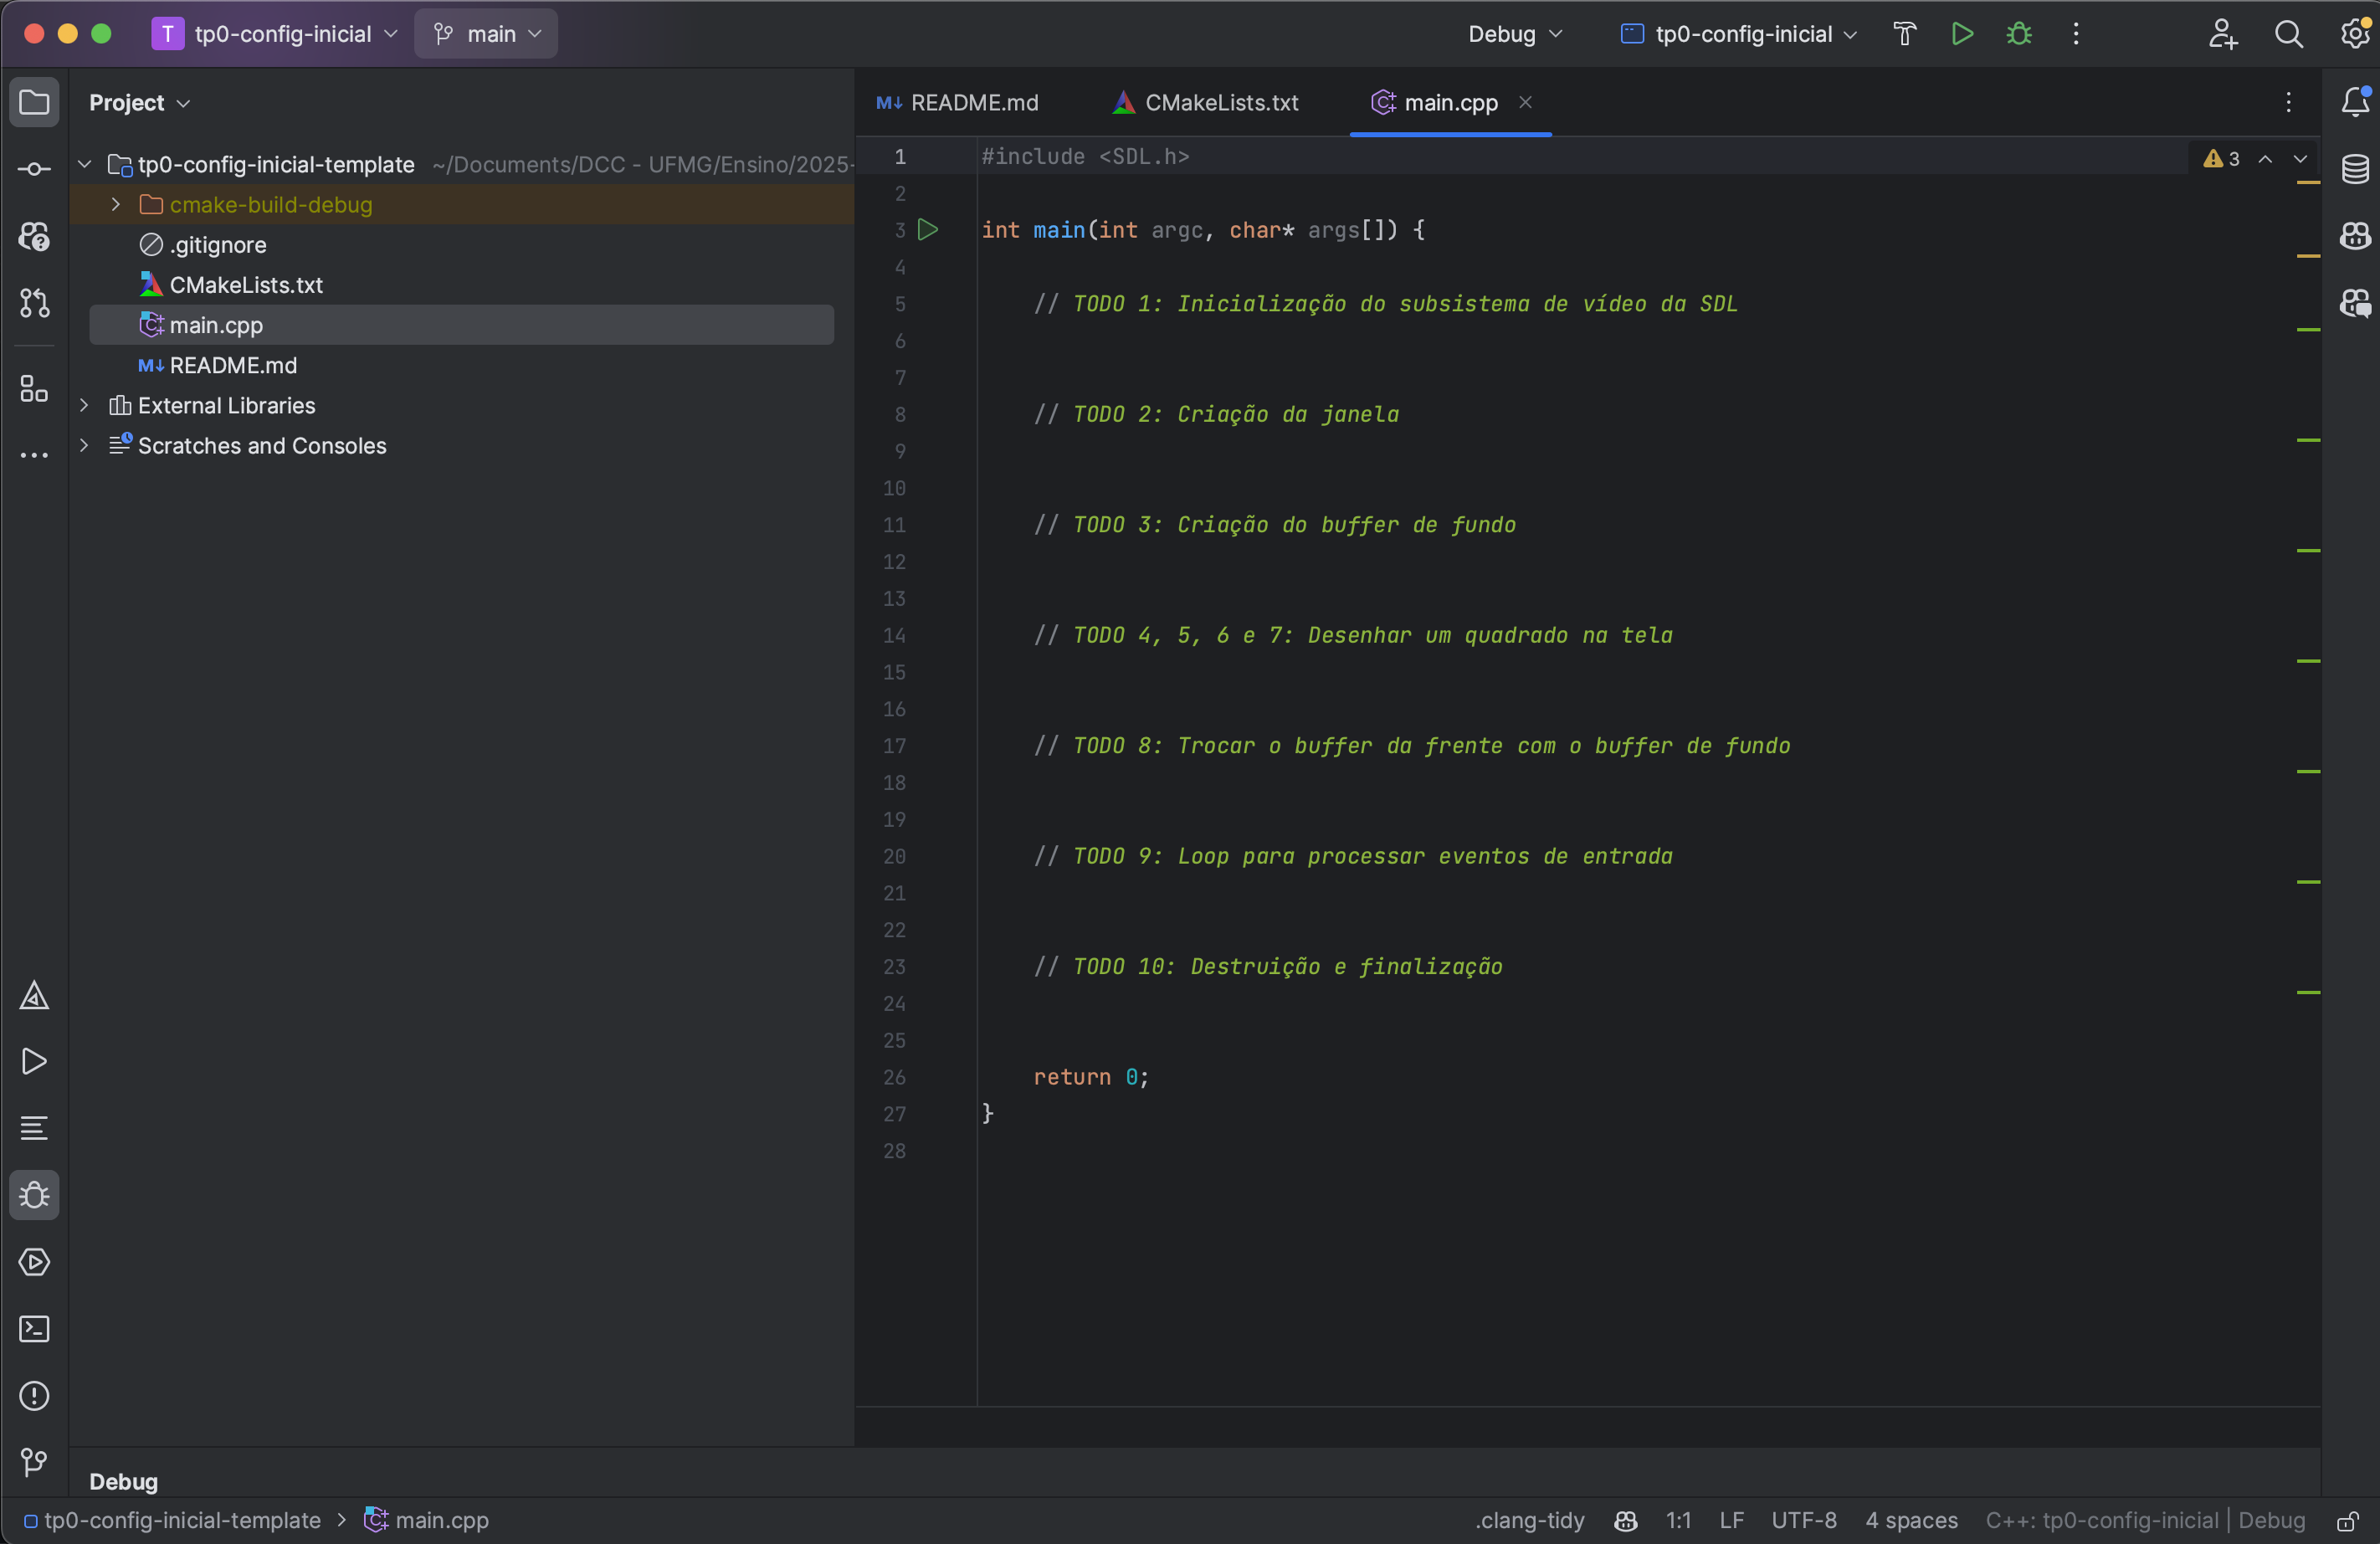 T tp0-config-inicial main Debug tp0-config-inicial
Project
tp0-config-inicial-template ~/Documents/DCC - UFMG/Ensino/2025-
cmake-build-debug
.gitignore
CMakeLists.txt
main.cpp
README.md
External Libraries
Scratches and Consoles
README.md CMakeLists.txt main.cpp
3
1 #include <SDL.h>
2
3 int main(int argc, char* args[]) {
4
5 // TODO 1: Inicialização do subsistema de vídeo da SDL
6
7
8 // TODO 2: Criação da janela
9
10
11 // TODO 3: Criação do buffer de fundo
12
13
14 // TODO 4, 5, 6 e 7: Desenhar um quadrado na tela
15
16
17 // TODO 8: Trocar o buffer da frente com o buffer de fundo
18
19
20 // TODO 9: Loop para processar eventos de entrada
21
22
23 // TODO 10: Destruição e finalização
24
25
26 return 0;
27 }
28
Debug
tp0-config-inicial-template > main.cpp .clang-tidy 1:1 LF UTF-8 4 spaces C++: tp0-config-inicial | Debug